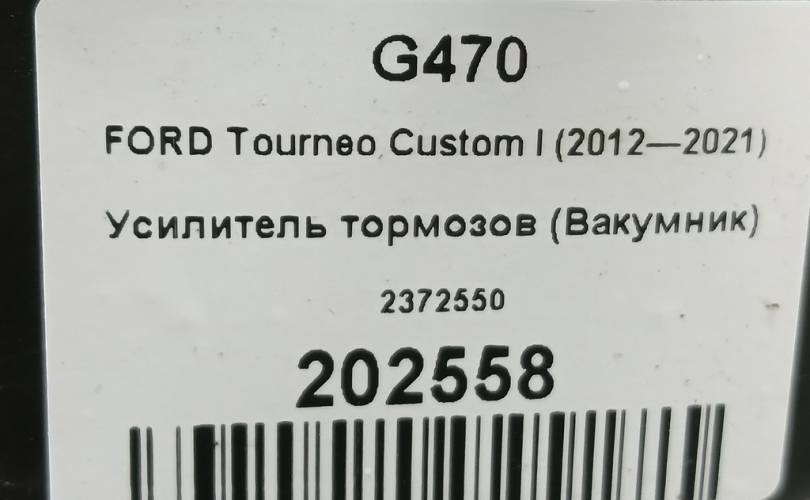 G470
FORD Tourneo Custom I (2012—2021)
Усилитель тормозов (Вакумник)
2372550
202558